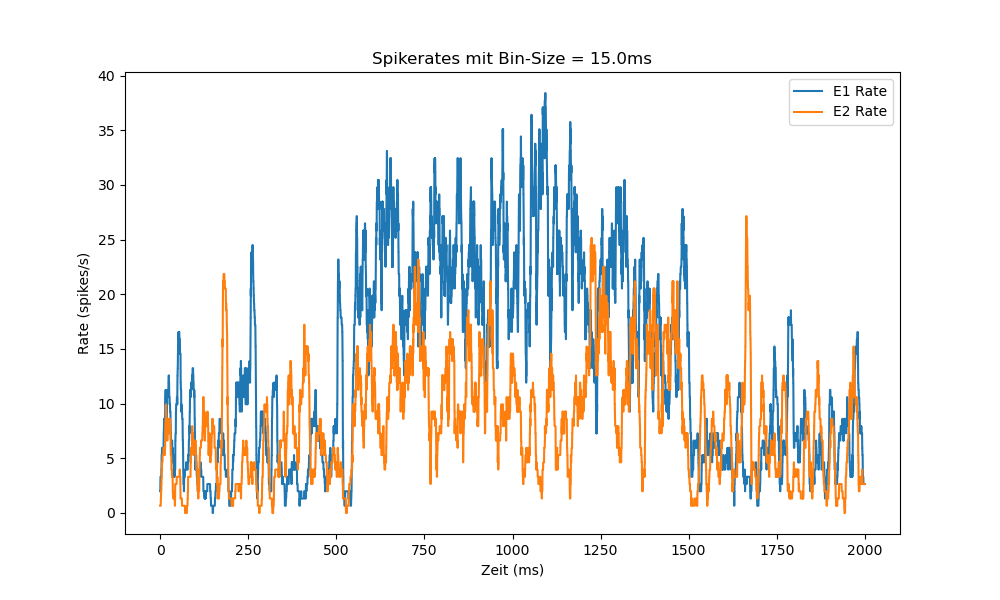 Spikerates mit Bin-Size = 15.0ms
E1 Rate
E2 Rate
Rate (spikes/s)
40
35
30
25
20
15
10
5
0
0 250 500 750 1000 1250 1500 1750 2000
Zeit (ms)